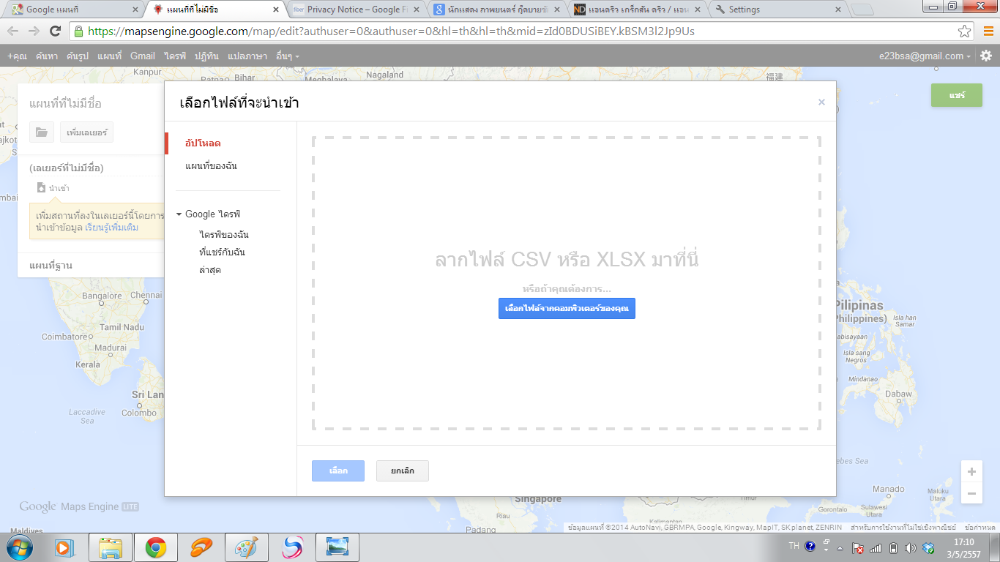 Google แผนที่
แผนที่ที่ไม่มีชื่อ
Privacy Notice – Google Fi
นักแสดง ภาพยนตร์ กู๊ดบายซั
แอนดริว เกร็กสัน ดริว / แอน
Settings
https://mapsengine.google.com/map/edit?authuser=0&authuser=0&hl=th&hl=th&mid=zId0BDUSiBEY.kBSM3l2Jp9Us
+คุณ ค้นหา ค้นรูป แผนที่ Gmail ไดรฟ์ ปฏิทิน แปลภาษา อื่นๆ
e23bsa@gmail.com
Kanpur
Patna
Bihar
Meghalaya
Nagaland
福建
แผนที่ที่ไม่มีชื่อ
เพิ่มเลเยอร์
(เลเยอร์ที่ไม่มีชื่อ)
นำเข้า
เพิ่มสถานที่ลงในเลเยอร์นี้โดยการ
นำเข้าข้อมูล เรียนรู้เพิ่มเติม
แผนที่ฐาน
แชร์
เลือกไฟล์ที่จะนำเข้า
อัปโหลด
แผนที่ของฉัน
Google ไดรฟ์
ไดรฟ์ของฉัน
ที่แชร์กับฉัน
ล่าสุด
ลากไฟล์ CSV หรือ XLSX มาที่นี่
หรือถ้าคุณต้องการ...
เลือกไฟล์จากคอมพิวเตอร์ของคุณ
เลือก
ยกเลิก
Bangalore
Chennai
Tamil Nadu
Coimbatore
Madurai
Kerala
Sri Lan
Colombo
Laccadive
Sea
Maldives
Pilipinas
(Philippines)
Isla han
Samar
Isla sang
Negros
Mindanao
Dabaw
ebes Sea
Manado
Maluku
Utara
Gorontalo
Sulawesi
Utara
Singapore
Riau
Padang
Kalimantan
Timur
Google Maps Engine LITE
ข้อมูลแผนที่ ©2014 AutoNavi, GBRMPA, Google, Kingway, MapIT, SK planet, ZENRIN
สำหรับการใช้งานที่ไม่ใช่เชิงพาณิชย์
ข้อกำหนด
TH
17:10
3/5/2557